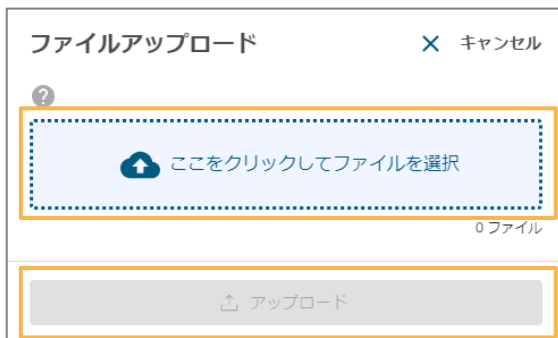 ファイルアップロード
キャンセル
?
ここをクリックしてファイルを選択
0 ファイル
アップロード